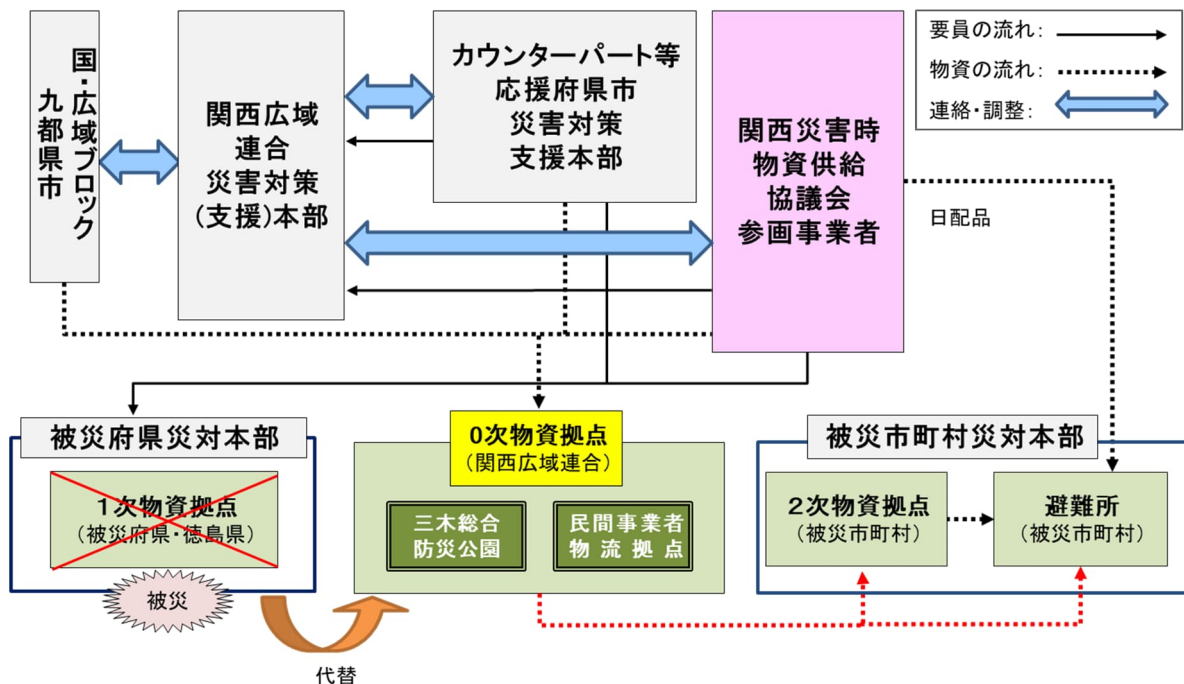 国・広域ブロック
九都県市
関西広域
連合
災害対策
(支援)本部
カウンターパート等
応援府県市
災害対策
支援本部
関西災害時
物資供給
協議会
参画事業者
要員の流れ：
物資の流れ：
連絡・調整：
日配品
被災府県災対本部
1次物資拠点
(被災府県・徳島県)
被災
代替
0次物資拠点
(関西広域連合)
三木総合
防災公園
民間事業者
物流拠点
被災市町村災対本部
2次物資拠点
(被災市町村)
避難所
(被災市町村)